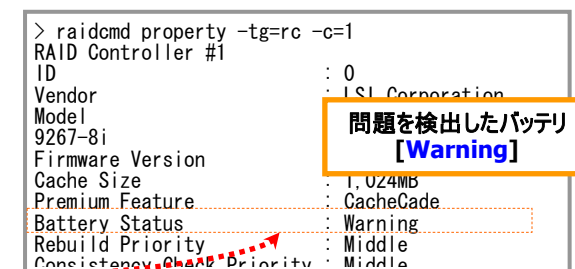 > raidcmd property -tg=rc -c=1
RAID Controller #1
ID : 0
Vendor : LSI Corporation
Model
9267-8i
Firmware Version
Cache Size : 1,024MB
Premium Feature : CacheCade
Battery Status : Warning
Rebuild Priority : Middle
Consistency Check Priority : Middle
問題を検出したバッテリ
[Warning]